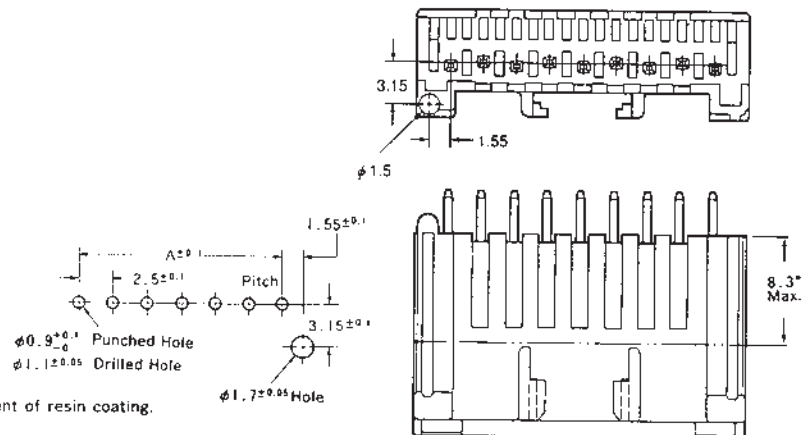 3.15
1.55
φ1.5
1.55±0.1
A±0.1
2.5±0.1
Pitch
8.3*
Max.
3.15±0.1
φ0.9+0.1 -0 Punched Hole
φ1.1±0.05 Drilled Hole
φ1.7±0.05 Hole
ent of resin coating.